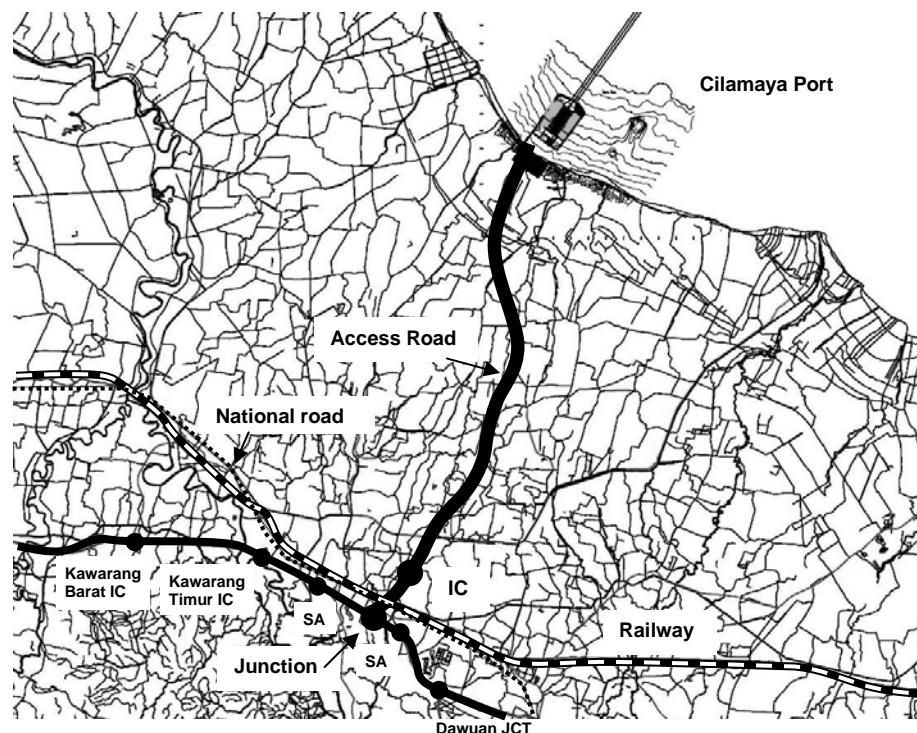 Cilamaya Port
Access Road
National road
Kawarang
Barat IC
Kawarang
Timur IC
IC
SA
Railway
Junction
SA
Dawuan JCT